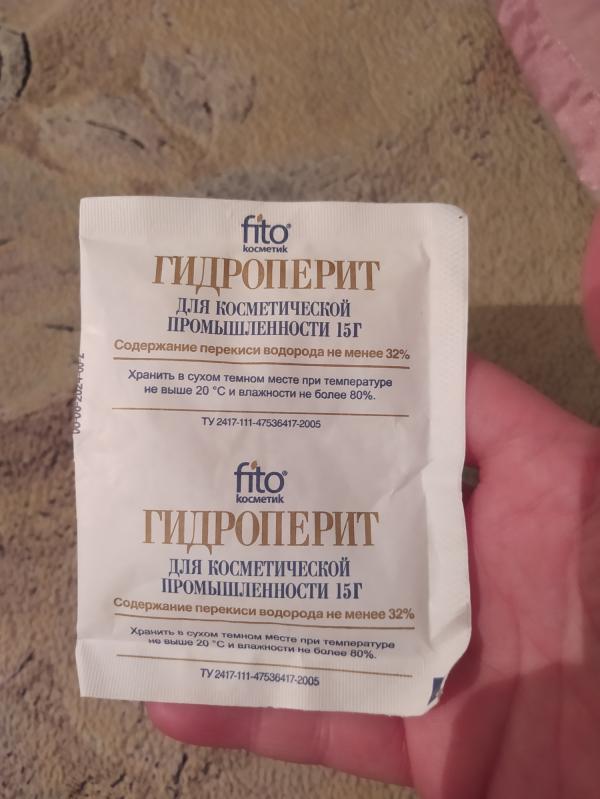 fito®
косметик
ГИДРОПЕРИТ
ДЛЯ КОСМЕТИЧЕСКОЙ
ПРОМЫШЛЕННОСТИ 15Г
Содержание перекиси водорода не менее 32%
Хранить в сухом темном месте при температуре
не выше 20 °С и влажности не более 80%.
ТУ 2417-111-47536417-2005
fito®
косметик
ГИДРОПЕРИТ
ДЛЯ КОСМЕТИЧЕСКОЙ
ПРОМЫШЛЕННОСТИ 15Г
Содержание перекиси водорода не менее 32%
Хранить в сухом темном месте при температуре
не выше 20 °С и влажности не более 80%.
ТУ 2417-111-47536417-2005